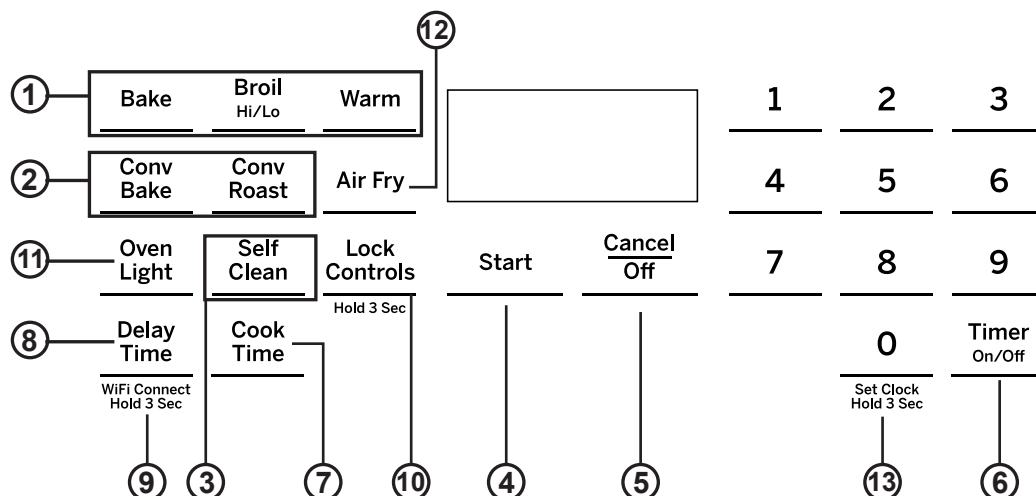 12
1
Bake
Broil
Hi/Lo
Warm
1
2
3
2
Conv
Bake
Conv
Roast
Air Fry
4
5
6
11
Oven
Light
Self
Clean
Lock
Controls
Hold 3 Sec
Start
Cancel
Off
7
8
9
8
Delay
Time
WiFi Connect
Hold 3 Sec
Cook
Time
0
Set Clock
Hold 3 Sec
Timer
On/Off
9
3
7
10
4
5
13
6